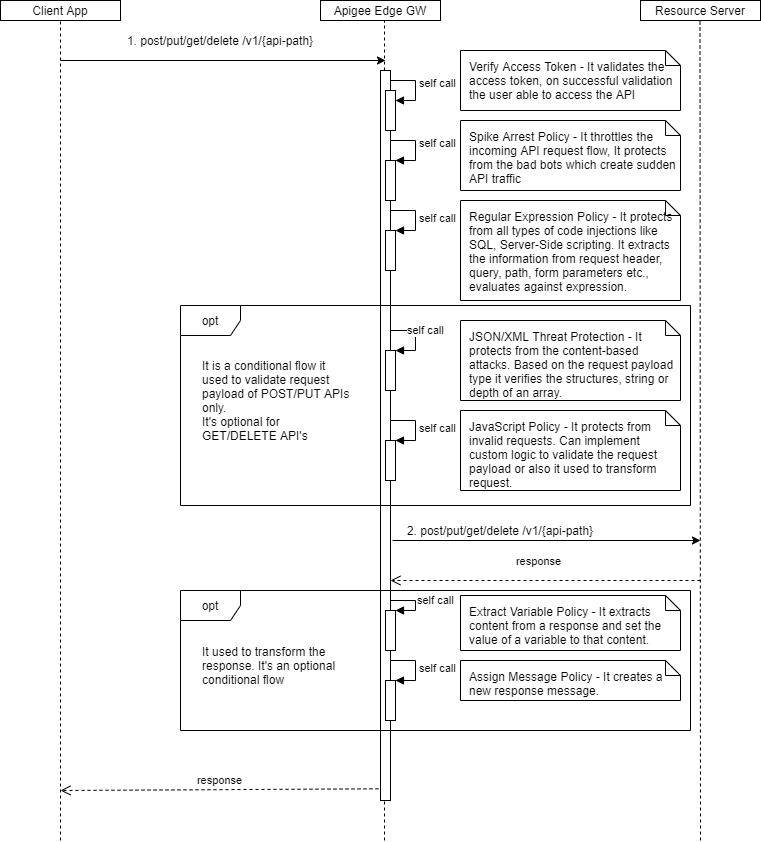 Client App
Apigee Edge GW
Resource Server
1. post/put/get/delete /v1/{api-path}
self call
Verify Access Token - It validates the
access token, on successful validation
the user able to access the API
self call
Spike Arrest Policy - It throttles the
incoming API request flow, It protects
from the bad bots which create sudden
API traffic
self call
Regular Expression Policy - It protects
from all types of code injections like
SQL, Server-Side scripting. It extracts
the information from request header,
query, path, form parameters etc.,
evaluates against expression.
opt
It is a conditional flow it
used to validate request
payload of POST/PUT APIs
only.
It's optional for
GET/DELETE API's
self call
JSON/XML Threat Protection - It
protects from the content-based
attacks. Based on the request payload
type it verifies the structures, string or
depth of an array.
self call
JavaScript Policy - It protects from
invalid requests. Can implement
custom logic to validate the request
payload or also it used to transform
request.
2. post/put/get/delete /v1/{api-path}
response
opt
It used to transform the
response. It's an optional
conditional flow
self call
Extract Variable Policy - It extracts
content from a response and set the
value of a variable to that content.
self call
Assign Message Policy - It creates a
new response message.
response